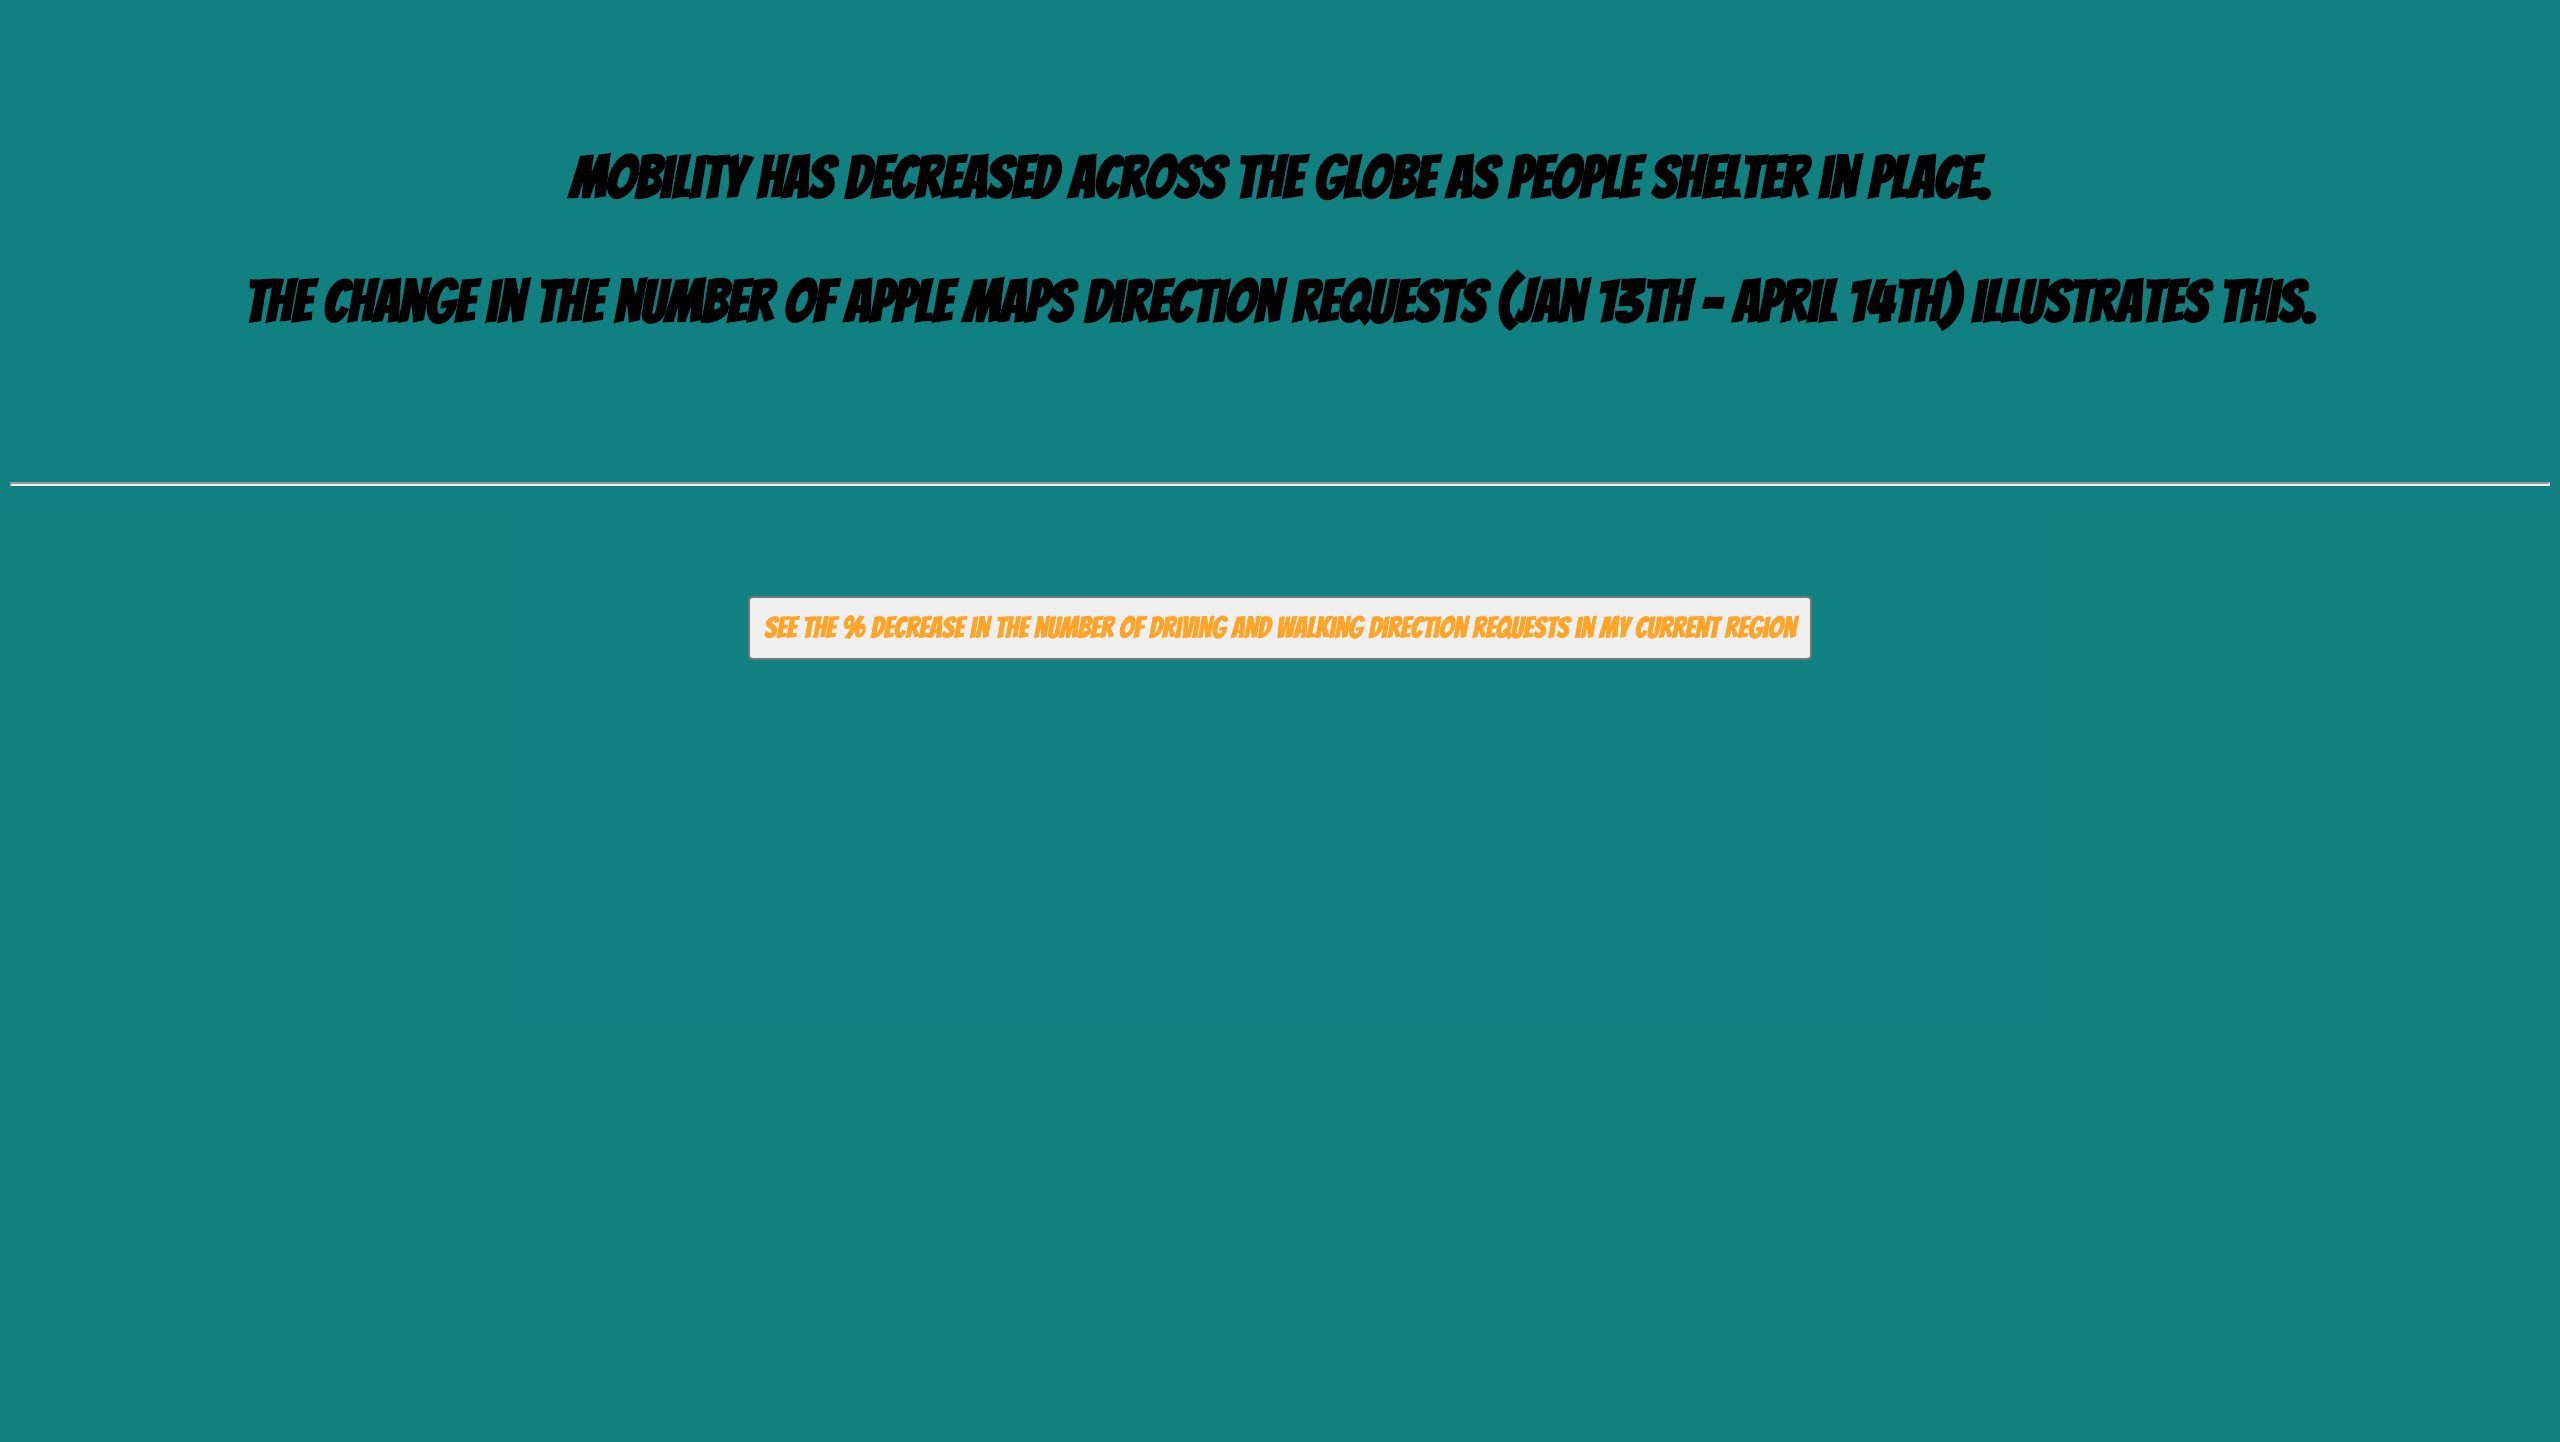 MOBILITY HAS DECREASED ACROSS THE GLOBE AS PEOPLE SHELTER IN PLACE.
THE CHANGE IN THE NUMBER OF APPLE MAPS DIRECTION REQUESTS (JAN 13TH - APRIL 14TH) ILLUSTRATES THIS.
SEE THE % DECREASE IN THE NUMBER OF DRIVING AND WALKING DIRECTION REQUESTS IN MY CURRENT REGION